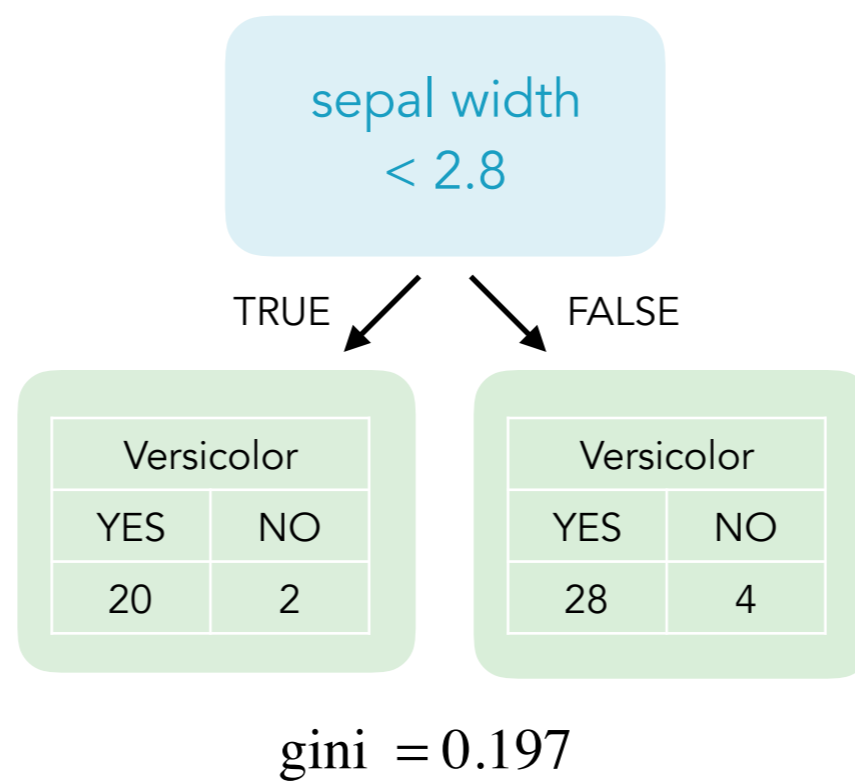 sepal width
< 2.8
TRUE FALSE
Versicolor Versicolor
YES NO YES NO
20 2 28 4
gini = 0.197